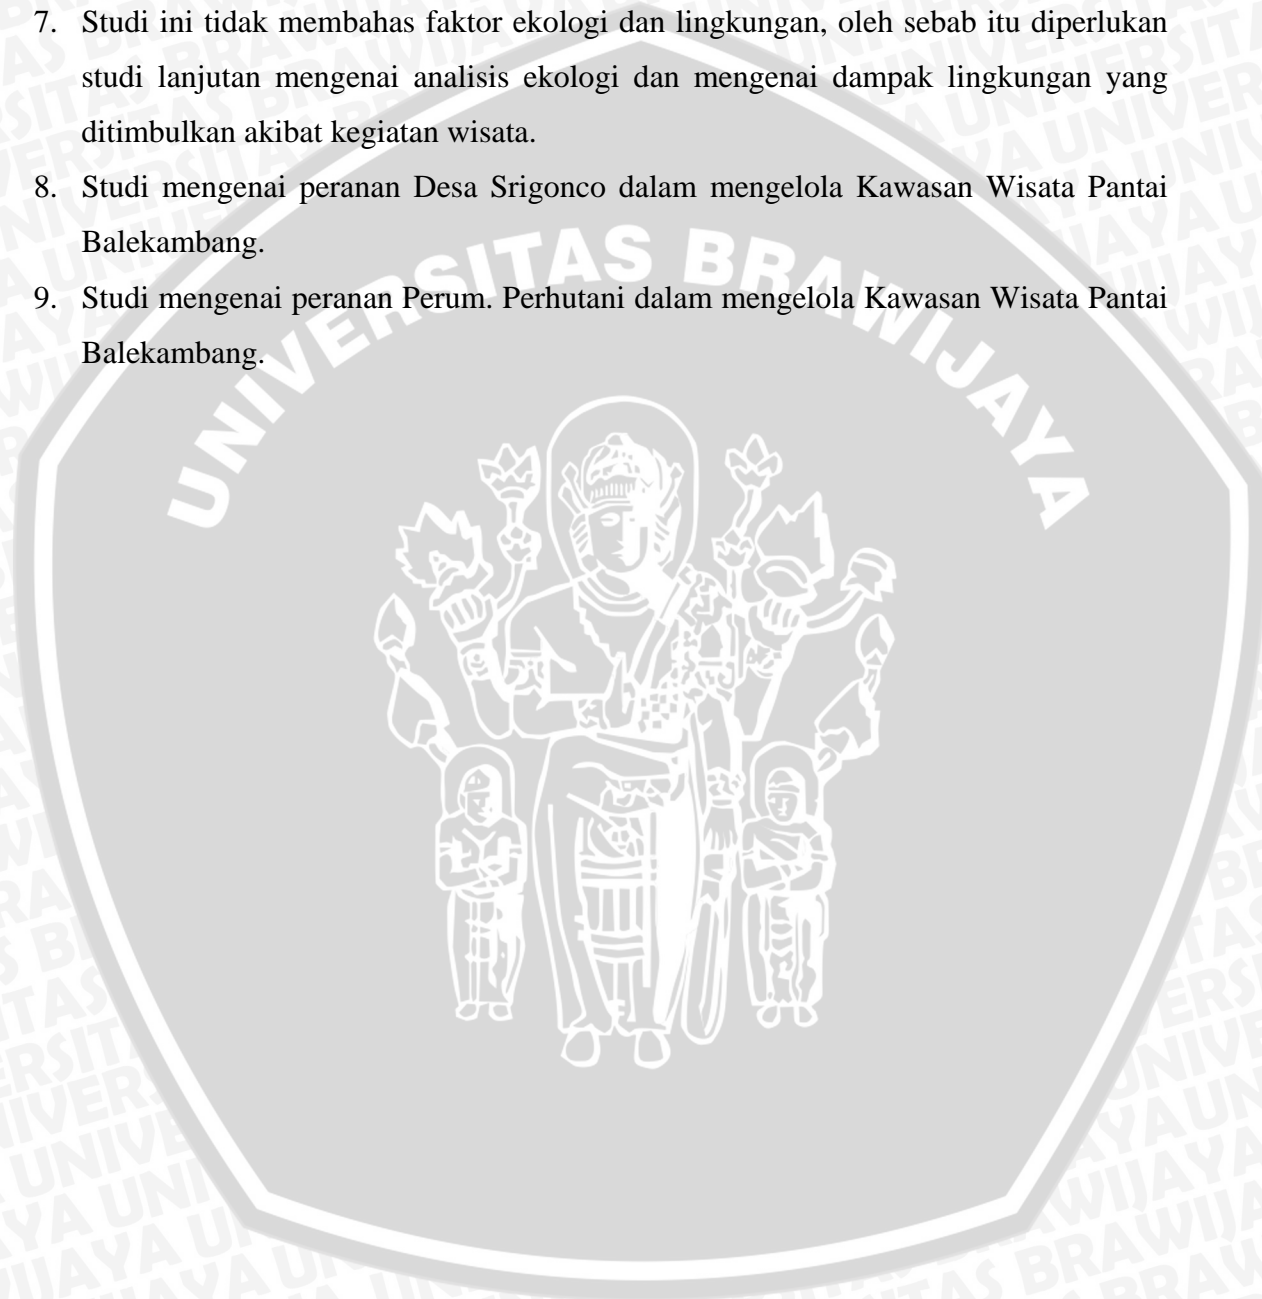 7. Studi ini tidak membahas faktor ekologi dan lingkungan, oleh sebab itu diperlukan
studi lanjutan mengenai analisis ekologi dan mengenai dampak lingkungan yang
ditimbulkan akibat kegiatan wisata.
8. Studi mengenai peranan Desa Srigonco dalam mengelola Kawasan Wisata Pantai
Balekambang.
9. Studi mengenai peranan Perum. Perhutani dalam mengelola Kawasan Wisata Pantai
Balekambang.
UNIVERSITAS BRAWIJAYA